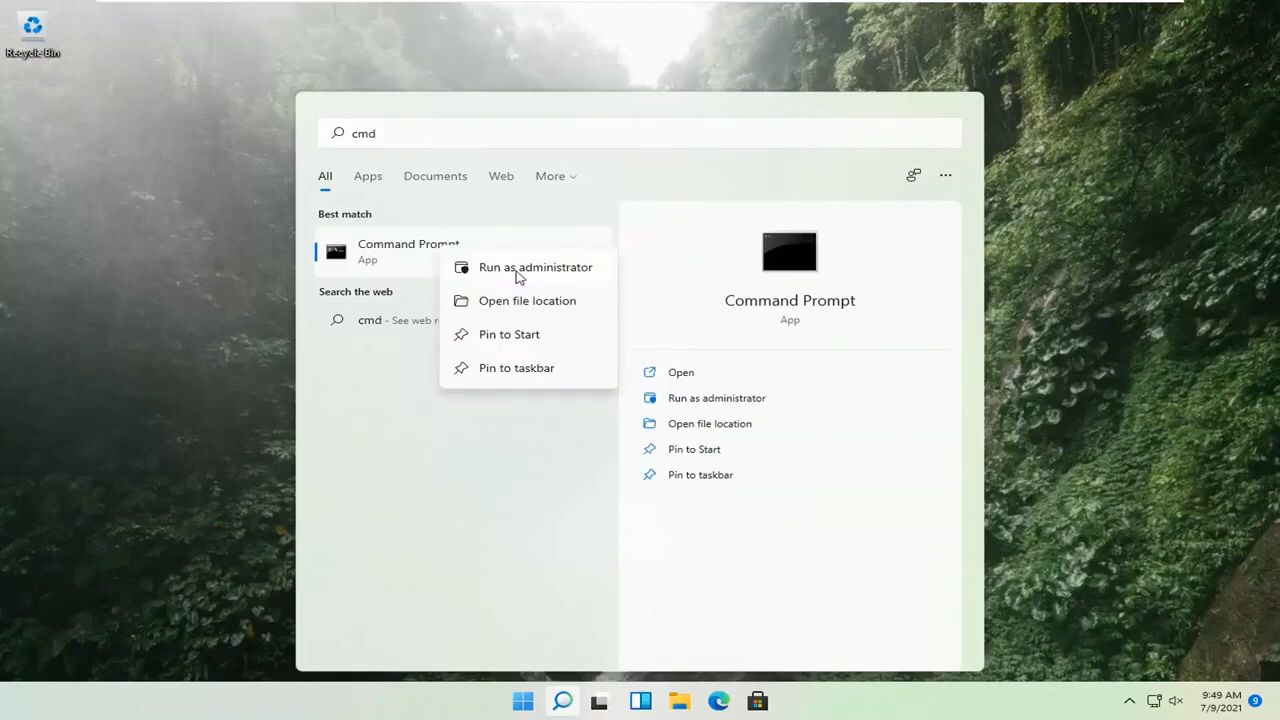 Recycle Bin
cmd
All Apps Documents Web More
Best match
Command Prompt
App
Search the web
cmd - See web r
Run as administrator
Open file location
Pin to Start
Pin to taskbar
Command Prompt
App
Open
Run as administrator
Open file location
Pin to Start
Pin to taskbar
9:49 AM
7/9/2021
9